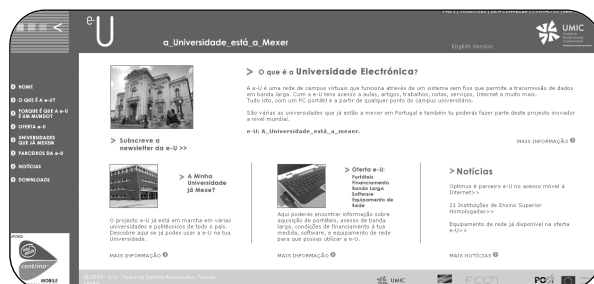 e-U
a_Universidade_está_a_Mexer
UMIC
English Version
HOME
O QUE É A e-U?
PORQUE É QUE A e-U
É UM MUNDO?
OFERTA e-U
UNIVERSIDADES
QUE JÁ MEXEM
PARCEIROS DA e-U
NOTÍCIAS
DOWNLOADS
> O que é a Universidade Electrónica?
A e-U é uma rede de campus virtuais que funciona através de um sistema sem fios que permite a transmissão de dados
em banda larga. Com a e-U tens acesso a aulas, artigos, trabalhos, notas, serviços, Internet e muito mais.
Tudo isto, com um PC portátil e a partir de qualquer ponto do campus universitário.
São várias as universidades que já estão a mexer em Portugal e também tu poderás fazer parte deste projeto inovador
a nível mundial.
e-U: A_Universidade_está_a_mexer.
MAIS INFORMAÇÃO
> Subscreve a
newsletter da e-U >>
> A Minha
Universidade
já Mexe?
O projecto e-U já está em marcha em várias
universidades e politécnicos de todo o país.
Descobre aqui se já podes usar a e-U na tua
Universidade.
MAIS INFORMAÇÃO
> Oferta e-U:
Portáteis
Financiamento
Banda Larga
Software
Equipamento de
Rede
Aqui poderás encontrar informação sobre
aquisição de portáteis, acesso de banda
larga, condições de financiamento à tua
medida, software, e equipamento de rede
para que possas utilizar a e-U.
MAIS INFORMAÇÃO
> Notícias
Optimus é parceiro e-U no acesso móvel à
Internet>>
21 Instituições de Ensino Superior
Homologadas>>
Equipamento de rede já disponível na oferta
e-U>>
MAIS NOTÍCIAS
APOIO:
centrino
MOBILE
e-U - Todos os Direitos Reservados.
UMIC